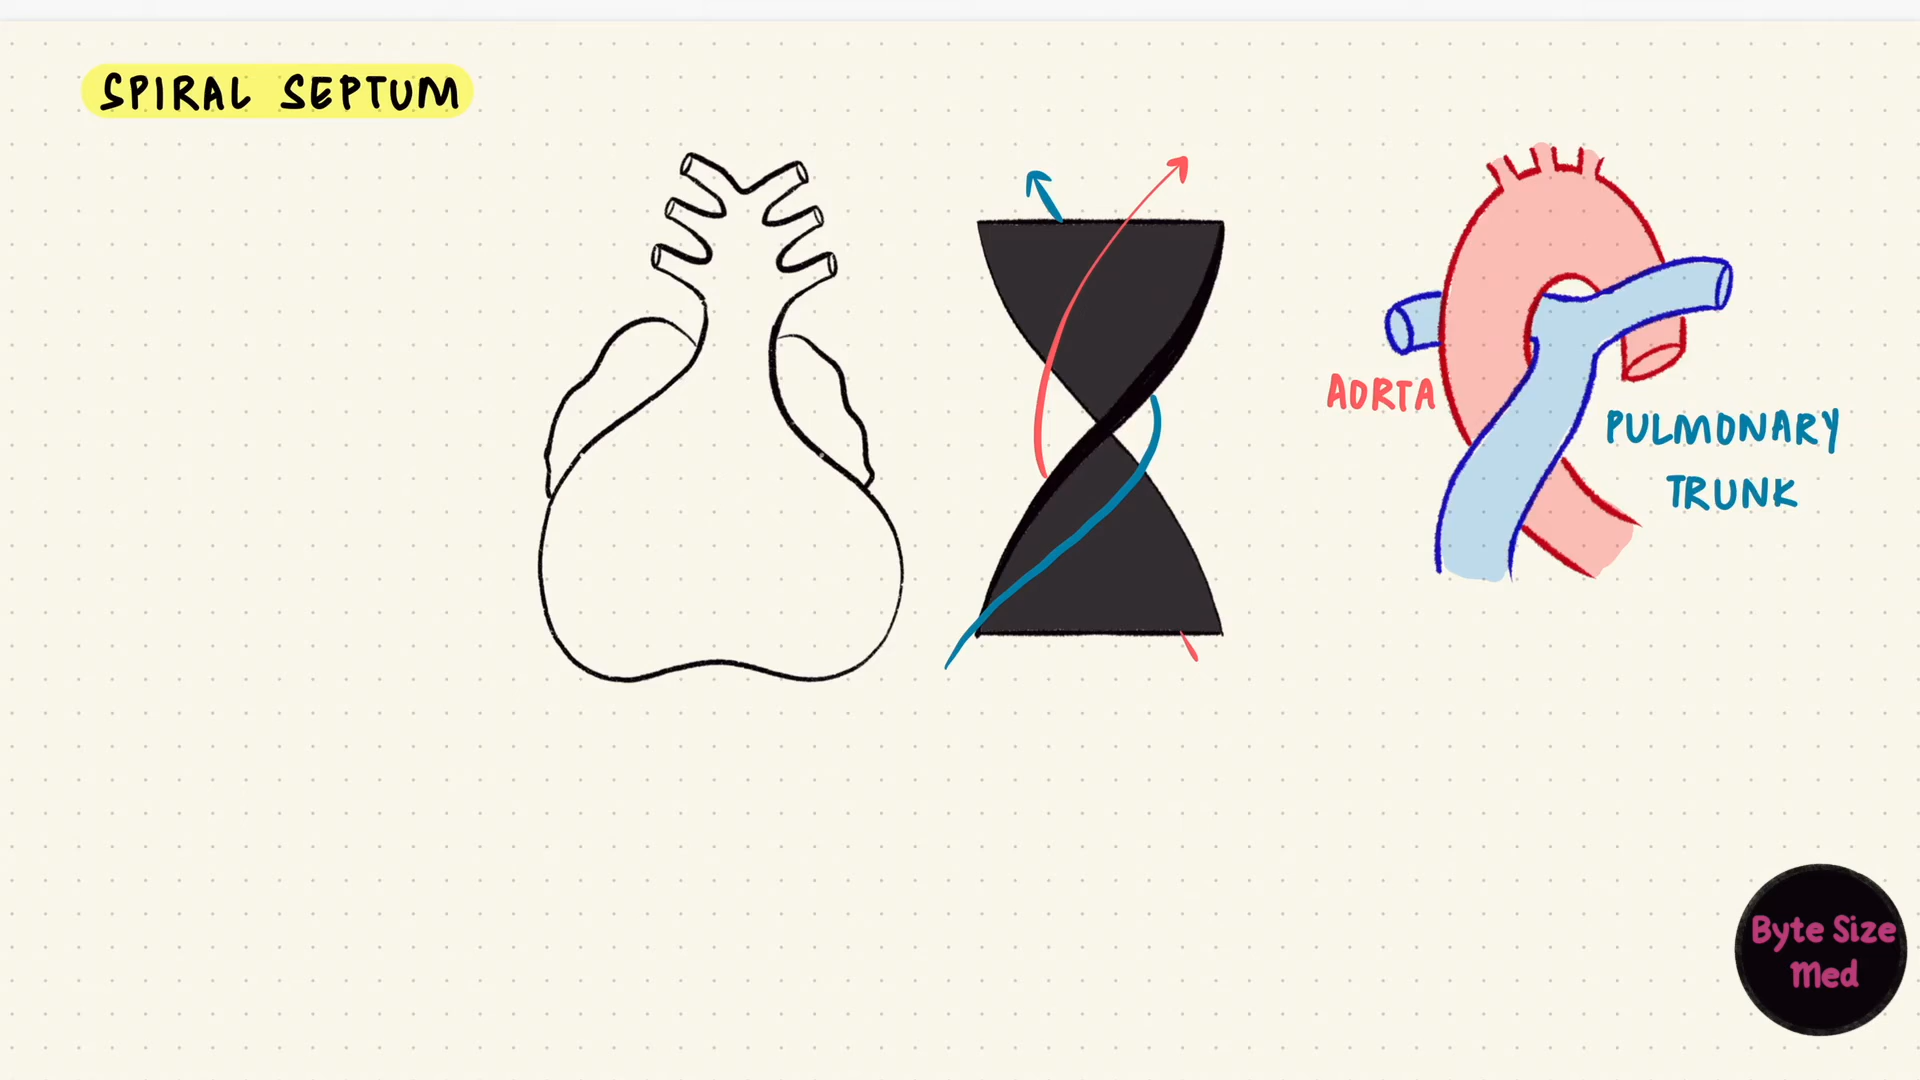 SPIRAL SEPTUM
AORTA
PULMONARY
TRUNK
Byte Size
Med